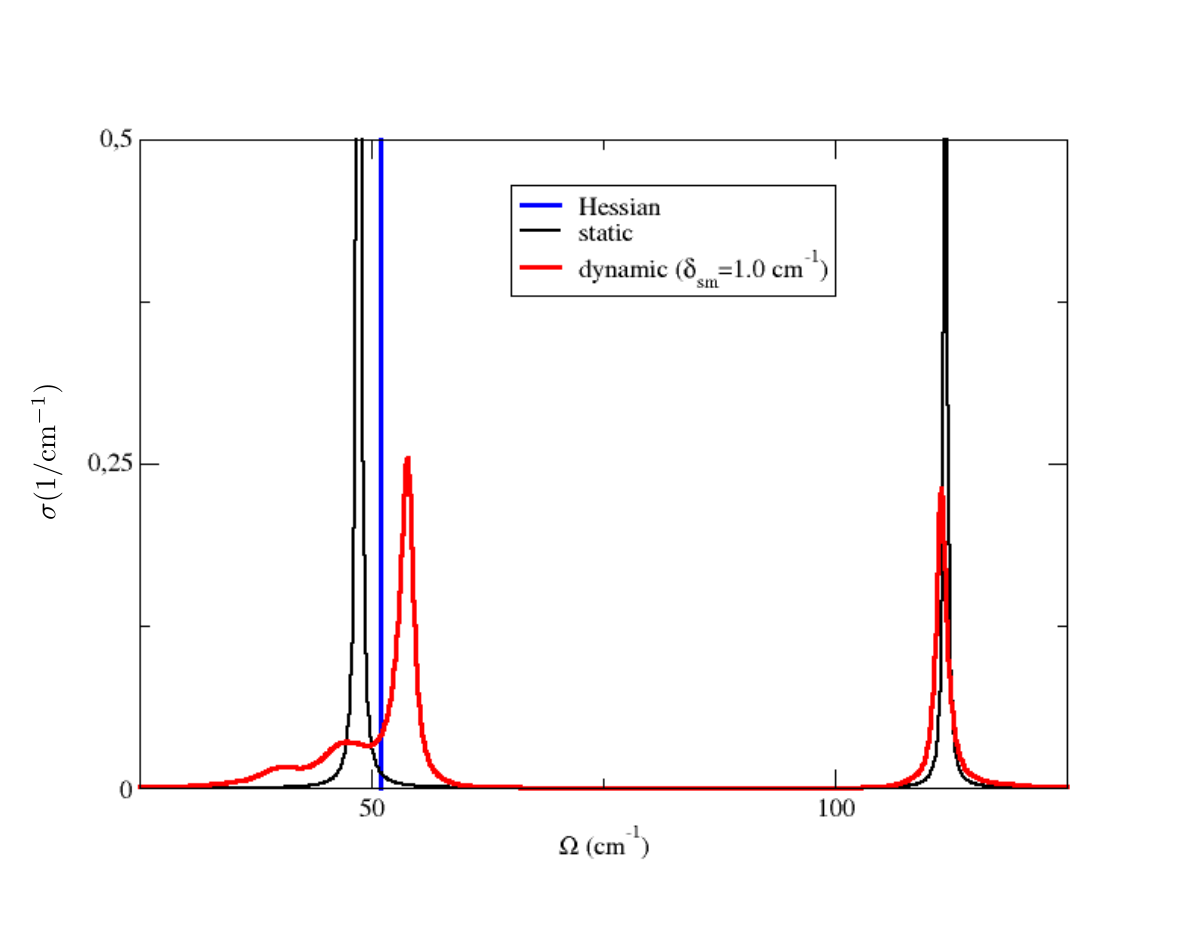 0,5
Hessian
static
dynamic (δ_sm=1.0 cm^-1)
σ(1/cm^−1)
0,25
0
50
100
Ω (cm^-1)